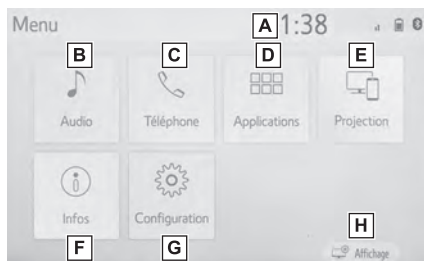 Menu A 1:38
B C D E
Audio Téléphone Applications Projection
Infos Configuration
F G H
Affichage